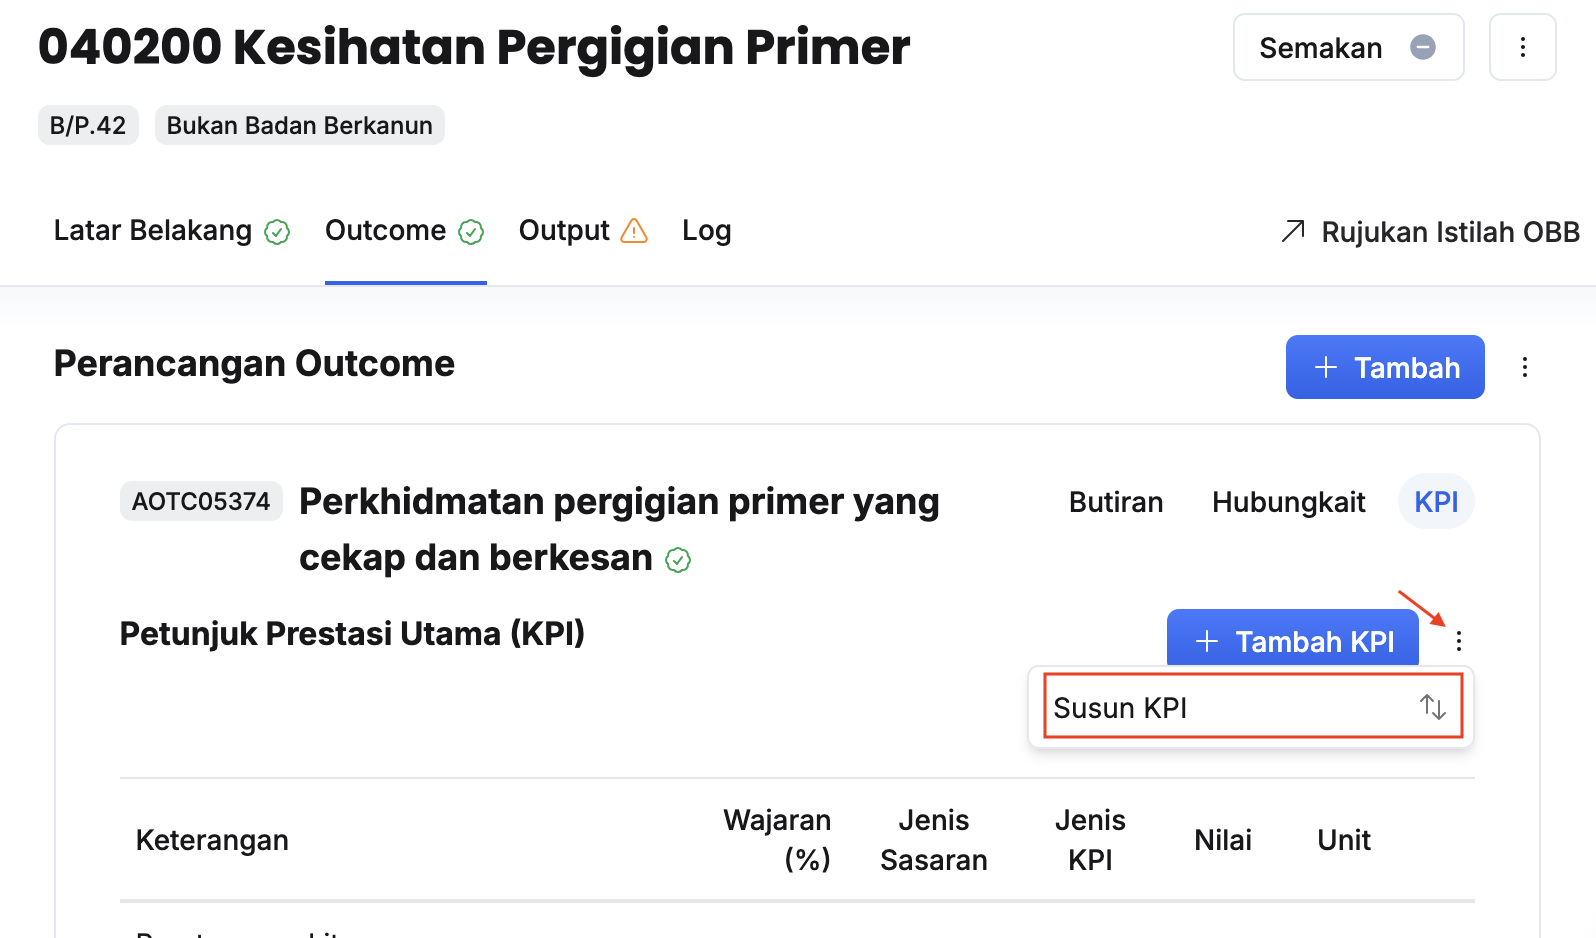 040200 Kesihatan Pergigian Primer
Semakan
B/P.42
Bukan Badan Berkanun
Latar Belakang
Outcome
Output
Log
Rujukan Istilah OBB
Perancangan Outcome
Tambah
AOTC05374
Perkhidmatan pergigian primer yang
cekap dan berkesan
Butiran
Hubungkait
KPI
Petunjuk Prestasi Utama (KPI)
Tambah KPI
Susun KPI
Keterangan
Wajaran
(%)
Jenis
Sasaran
Jenis
KPI
Nilai
Unit